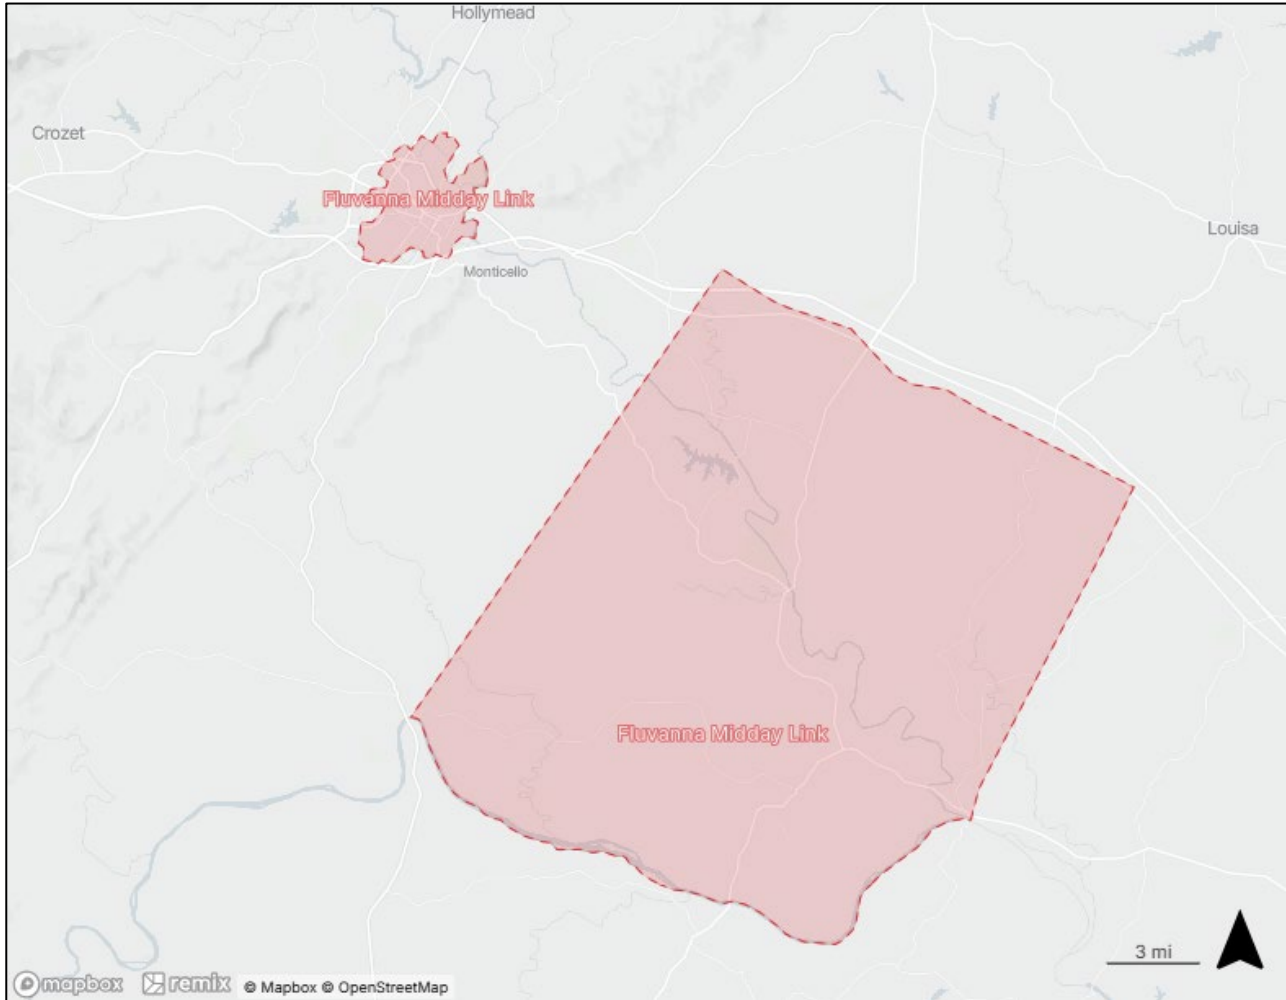 Hollymead
Crozet
Fluvanna Midday Link
Louisa
Monticello
Fluvanna Midday Link
3 mi
mapbox remix © Mapbox © OpenStreetMap